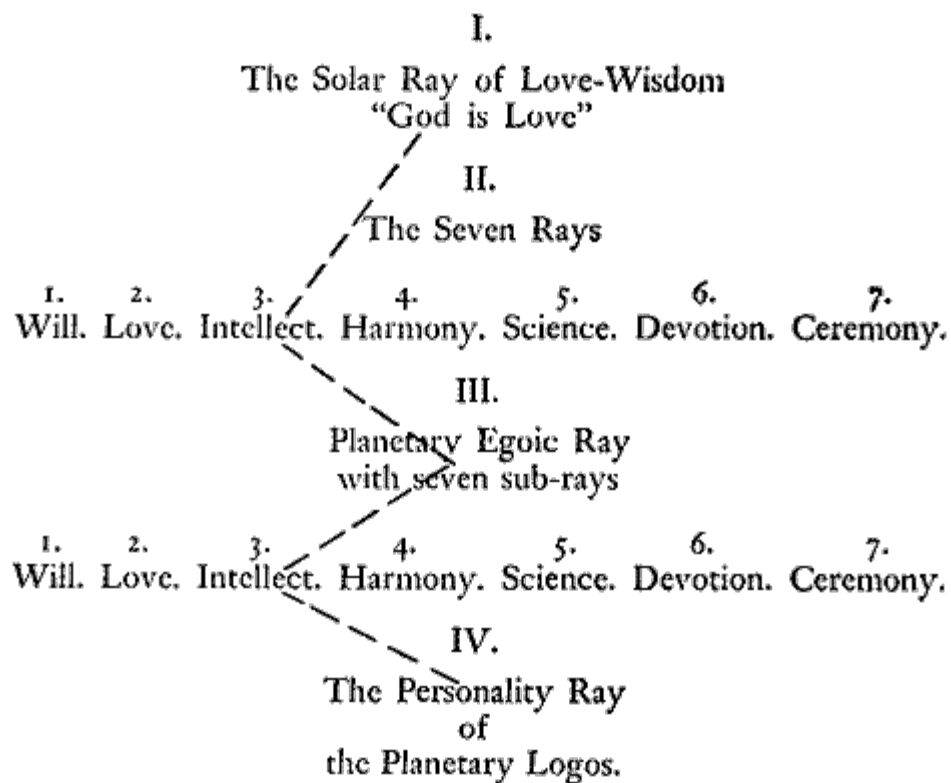 I.
The Solar Ray of Love-Wisdom
“God is Love”
II.
The Seven Rays
1. 2. 3. 4. 5. 6. 7.
Will. Love. Intellect. Harmony. Science. Devotion. Ceremony.
III.
Planetary Egoic Ray
with seven sub-rays
1. 2. 3. 4. 5. 6. 7.
Will. Love. Intellect. Harmony. Science. Devotion. Ceremony.
IV.
The Personality Ray
of
the Planetary Logos.